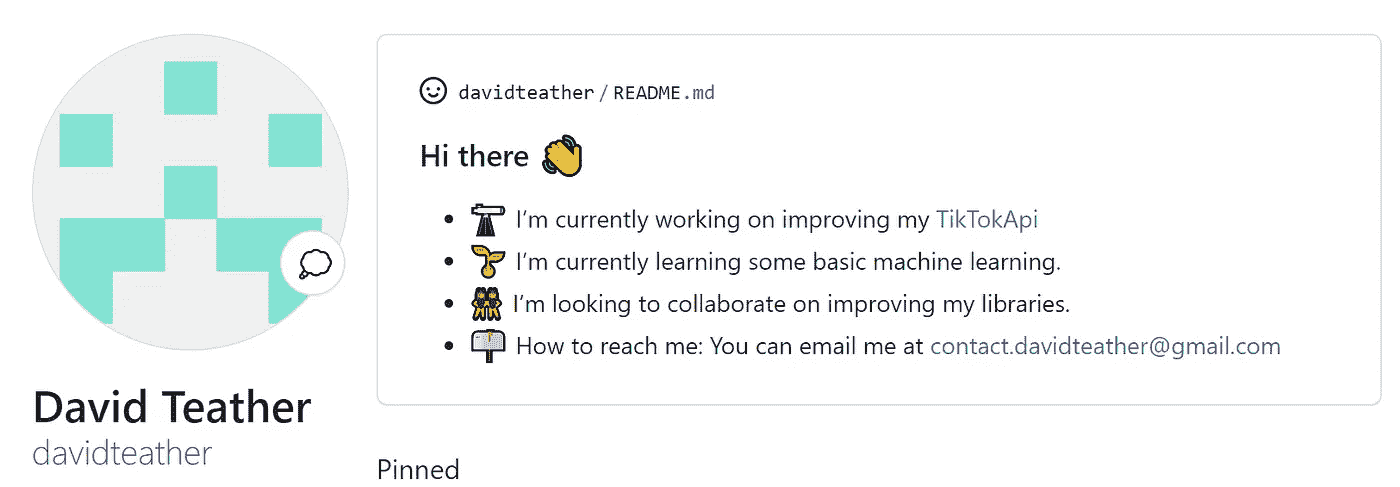 davidteather / README.md
Hi there 👋
• 🔭 I’m currently working on improving my TikTokApi
• 🌱 I’m currently learning some basic machine learning.
• 👯 I’m looking to collaborate on improving my libraries.
• 📫 How to reach me: You can email me at contact.davidteather@gmail.com
David Teather
davidteather
Pinned